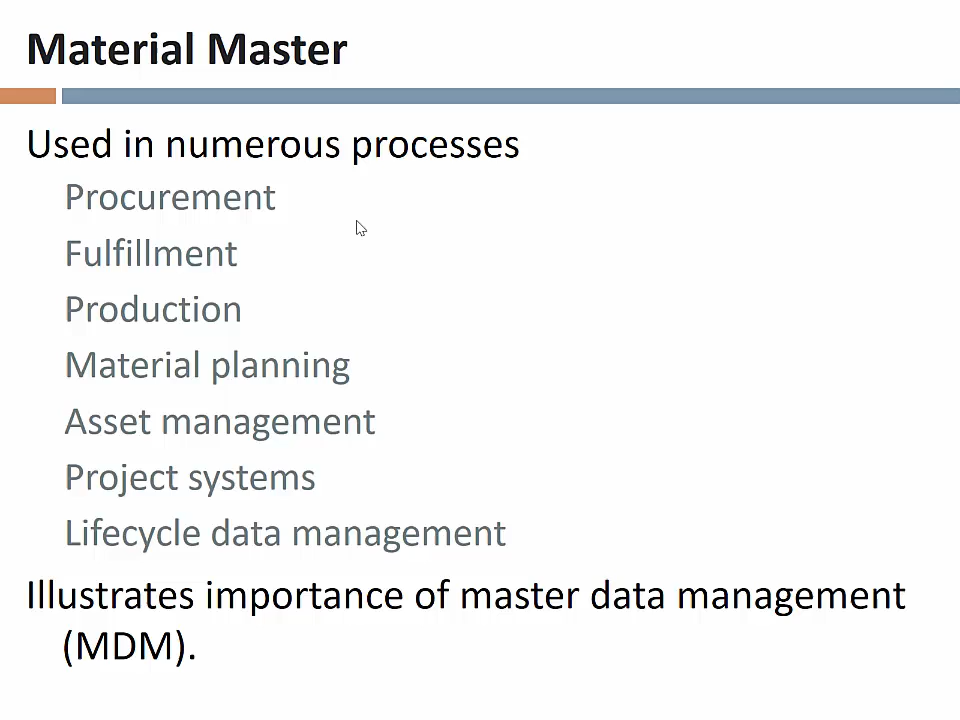 Material Master
Used in numerous processes
Procurement
Fulfillment
Production
Material planning
Asset management
Project systems
Lifecycle data management
Illustrates importance of master data management
(MDM).